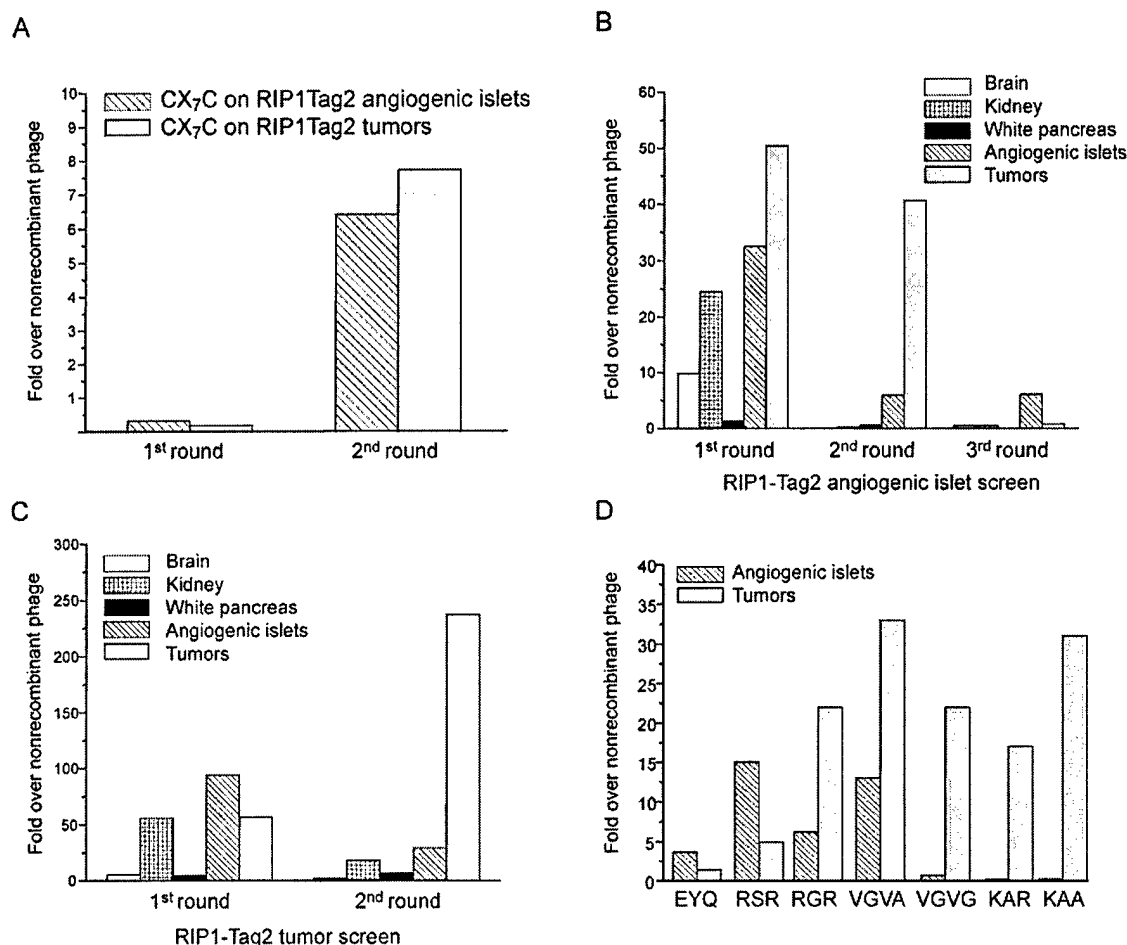 A
CX₇C on RIP1Tag2 angiogenic islets
CX₇C on RIP1Tag2 tumors
Fold over nonrecombinant phage
10
9
8
7
6
5
4
3
2
1
1st round
2nd round
B
Brain
Kidney
White pancreas
Angiogenic islets
Tumors
Fold over nonrecombinant phage
60
50
40
30
20
10
0
1st round
2nd round
3rd round
RIP1-Tag2 angiogenic islet screen
C
Brain
Kidney
White pancreas
Angiogenic islets
Tumors
Fold over nonrecombinant phage
300
250
200
150
100
50
0
1st round
2nd round
RIP1-Tag2 tumor screen
D
Angiogenic islets
Tumors
Fold over nonrecombinant phage
40
35
30
25
20
15
10
5
0
EYQ
RSR
RGR
VGVA
VGVG
KAR
KAA